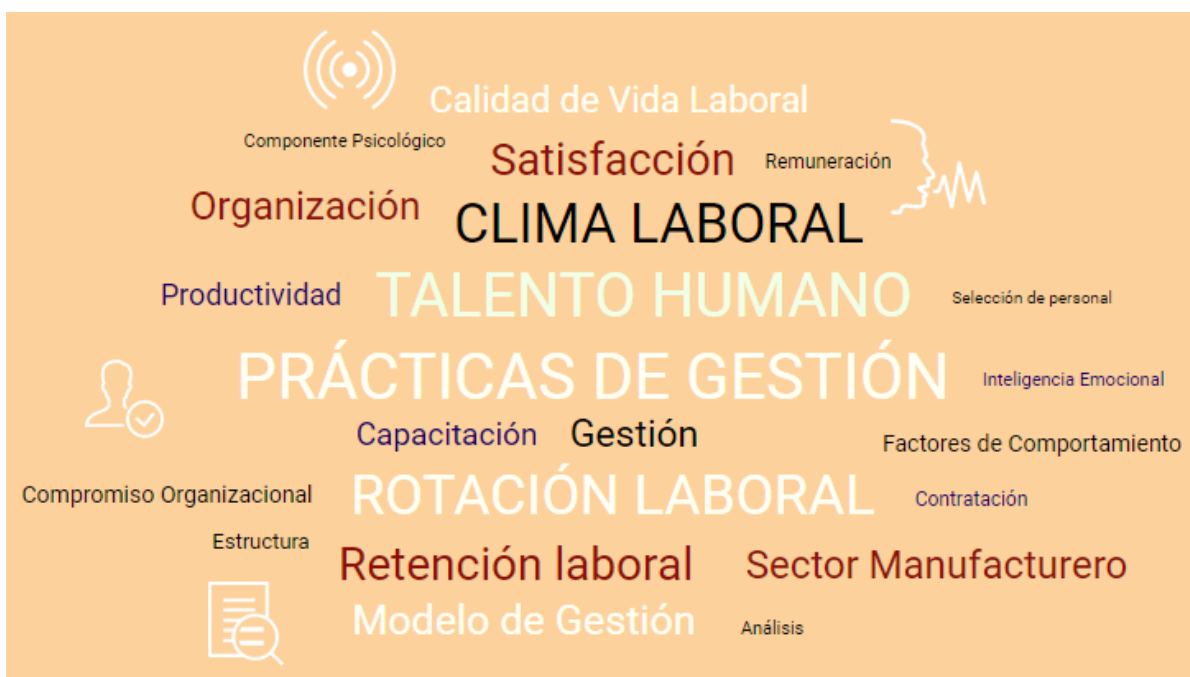 Calidad de Vida Laboral
Componente Psicológico
Satisfacción
Remuneración
Organización
CLIMA LABORAL
Productividad
TALENTO HUMANO
Selección de personal
PRÁCTICAS DE GESTIÓN
Inteligencia Emocional
Capacitación
Gestión
Factores de Comportamiento
Compromiso Organizacional
ROTACIÓN LABORAL
Contratación
Estructura
Retención laboral
Sector Manufacturero
Modelo de Gestión
Análisis